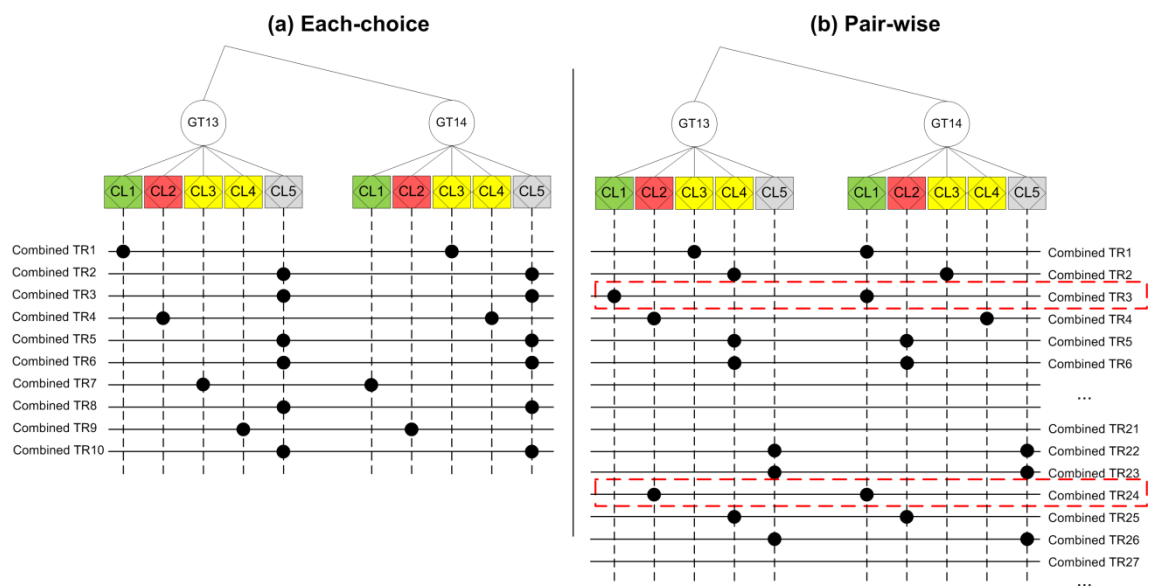 (a) Each-choice
(b) Pair-wise
GT13
GT14
CL1 CL2 CL3 CL4 CL5
CL1 CL2 CL3 CL4 CL5
Combined TR1
Combined TR2
Combined TR3
Combined TR4
Combined TR5
Combined TR6
Combined TR7
Combined TR8
Combined TR9
Combined TR10
GT13
GT14
CL1 CL2 CL3 CL4 CL5
CL1 CL2 CL3 CL4 CL5
Combined TR1
Combined TR2
Combined TR3
Combined TR4
Combined TR5
Combined TR6
...
Combined TR21
Combined TR22
Combined TR23
Combined TR24
Combined TR25
Combined TR26
Combined TR27
...